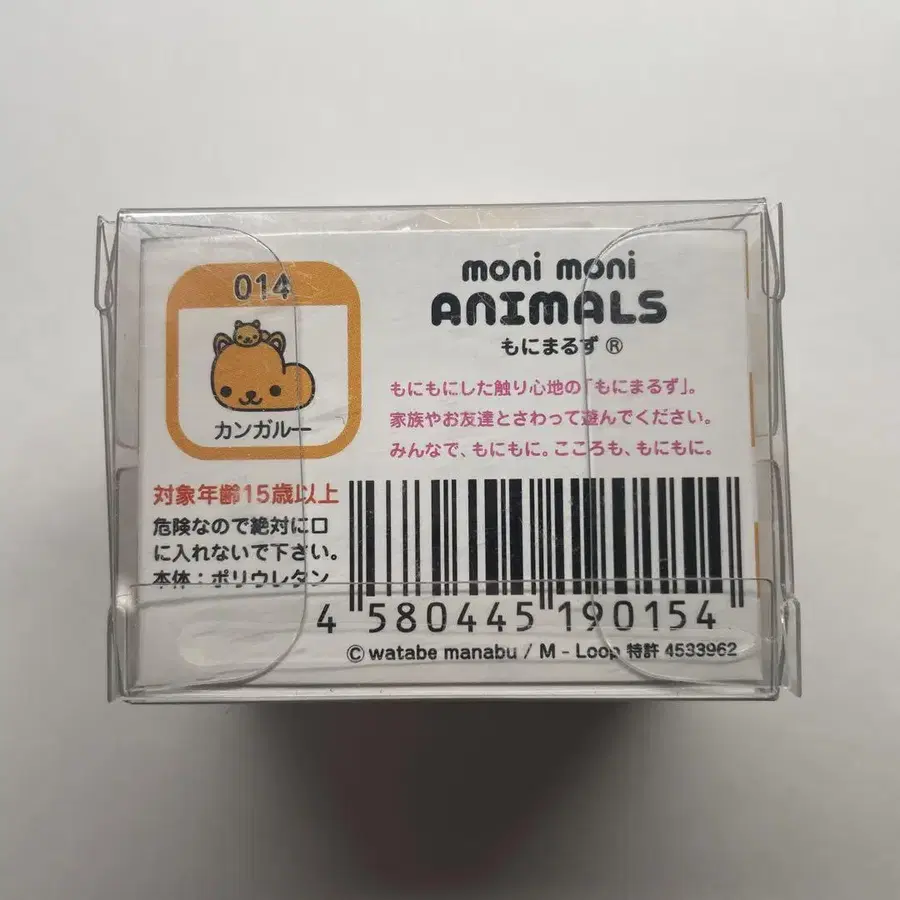 014
カンガルー
moni moni
ANIMALS
もにまるず®
もにもにした触り心地の「もにまるず」。
家族やお友達とさわって遊んでください。
みんなで、もにもに。こころも、もにもに。
対象年齢15歳以上
危険なので絶対に口
に入れないで下さい。
本体：ポリウレタン
4 580445 190154
© watabe manabu / M - Loop 特許 4533962